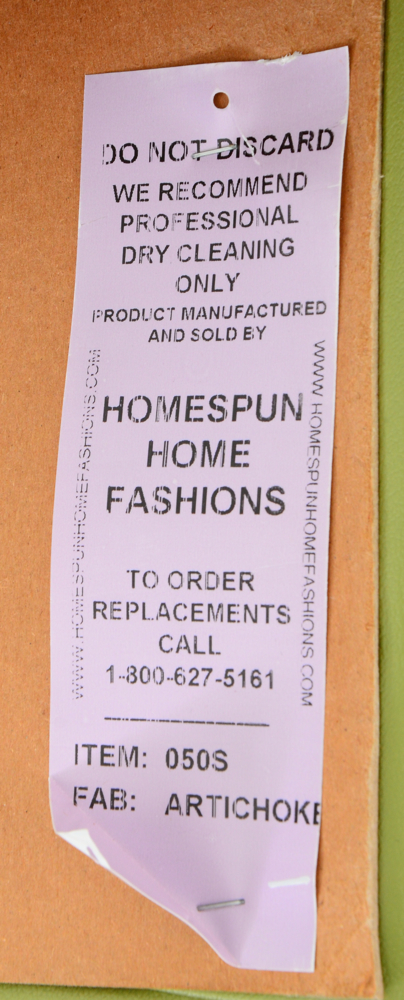 DO NOT DISCARD
WE RECOMMEND
PROFESSIONAL
DRY CLEANING
ONLY
PRODUCT MANUFACTURED
AND SOLD BY
HOMESPUN
HOME
FASHIONS
WWW.HOMESPUNHOMEFASHIONS.COM
WWW.HOMESPUNHOMEFASHIONS.COM
TO ORDER
REPLACEMENTS
CALL
1-800-627-5161
ITEM: 050S
FAB: ARTICHOKE